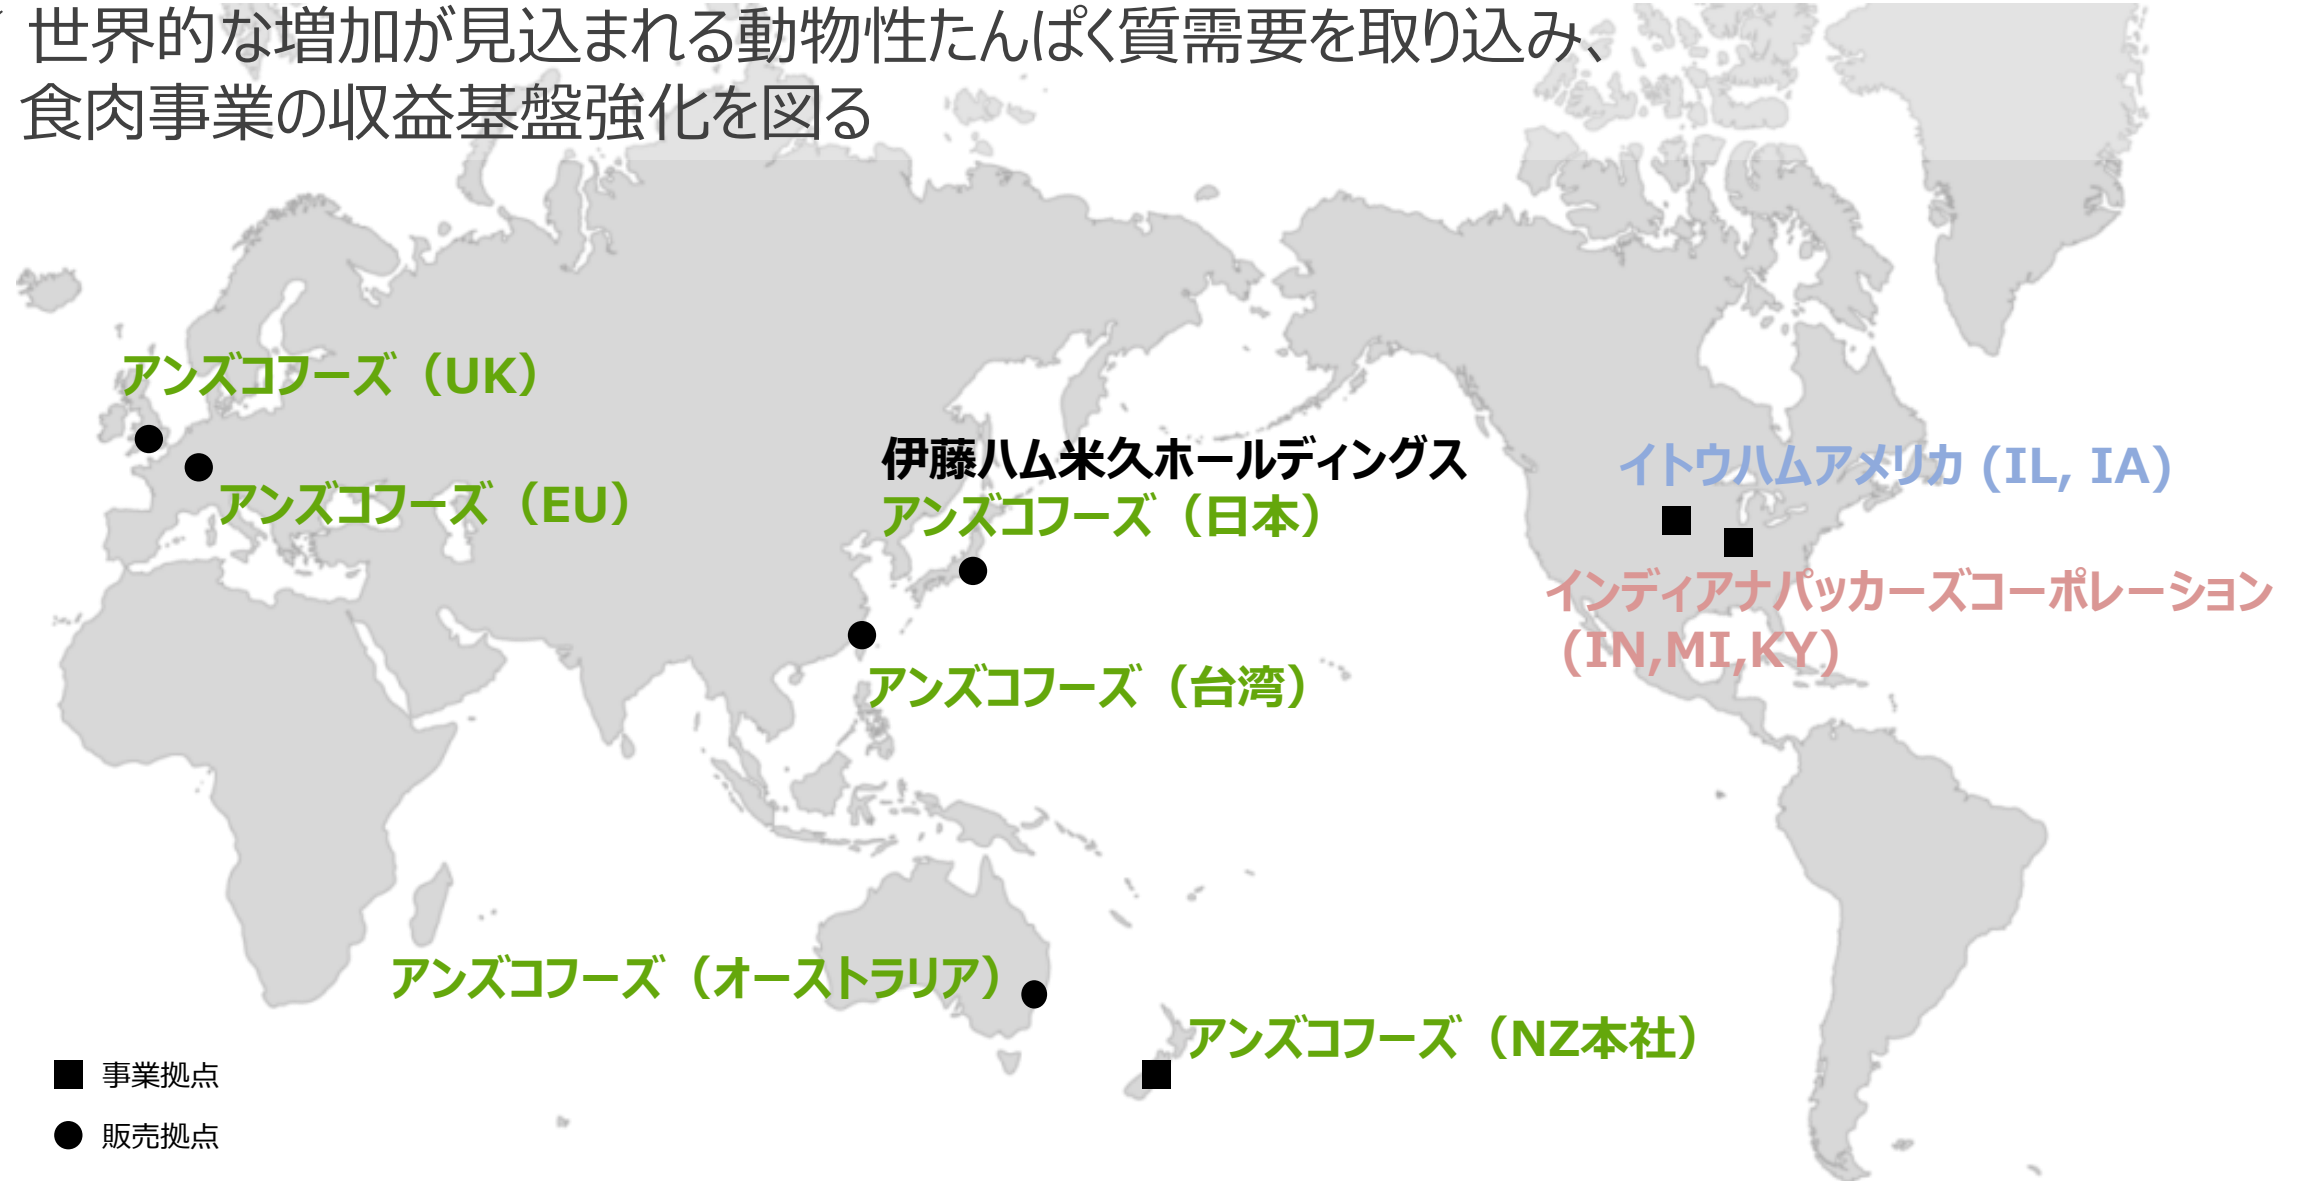 世界的な増加が見込まれる動物性たんぱく質需要を取り込み、
食肉事業の収益基盤強化を図る
アンズコフーズ（UK）
アンズコフーズ（EU）
伊藤ハム米久ホールディングス
アンズコフーズ（日本）
アンズコフーズ（台湾）
イトウハムアメリカ (IL, IA)
インディアナパッカーズコーポレーション
(IN,MI,KY)
アンズコフーズ（オーストラリア）
アンズコフーズ（NZ本社）
事業拠点
販売拠点